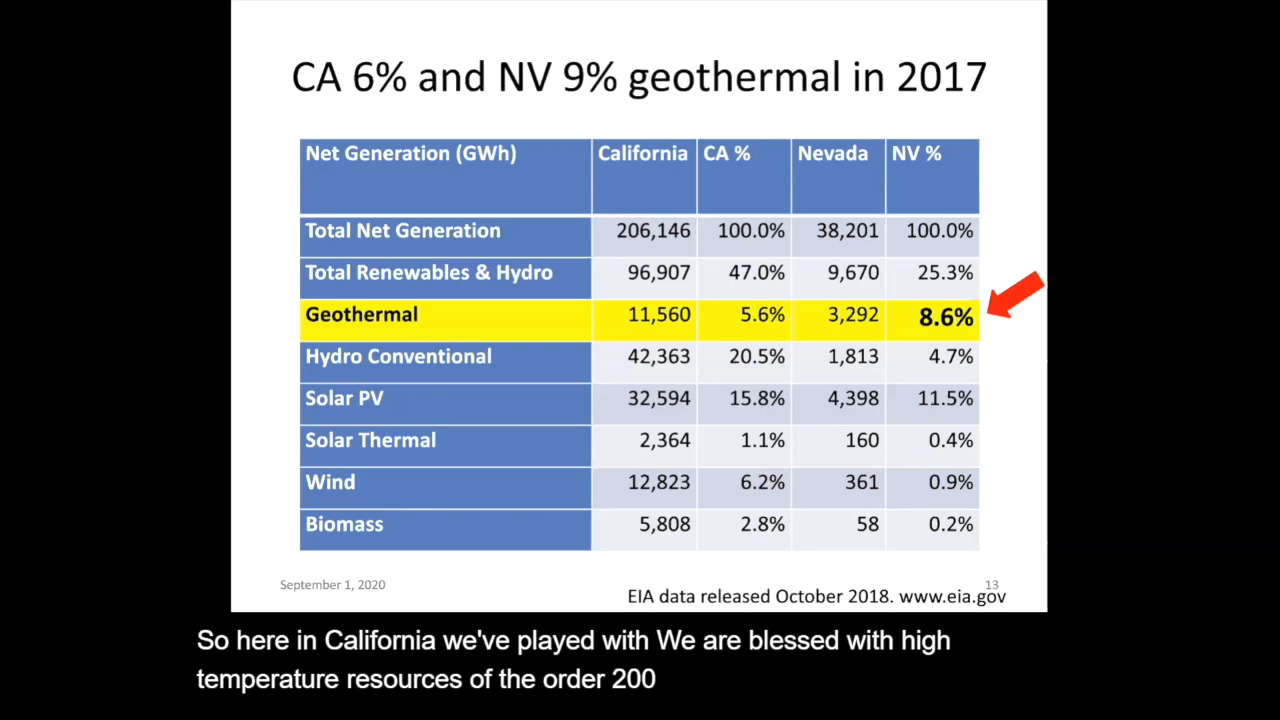 CA 6% and NV 9% geothermal in 2017
Net Generation (GWh) California CA % Nevada NV %
Total Net Generation 206,146 100.0% 38,201 100.0%
Total Renewables & Hydro 96,907 47.0% 9,670 25.3%
Geothermal 11,560 5.6% 3,292 8.6%
Hydro Conventional 42,363 20.5% 1,813 4.7%
Solar PV 32,594 15.8% 4,398 11.5%
Solar Thermal 2,364 1.1% 160 0.4%
Wind 12,823 6.2% 361 0.9%
Biomass 5,808 2.8% 58 0.2%
September 1, 2020 13
EIA data released October 2018. www.eia.gov
So here in California we've played with We are blessed with high
temperature resources of the order 200